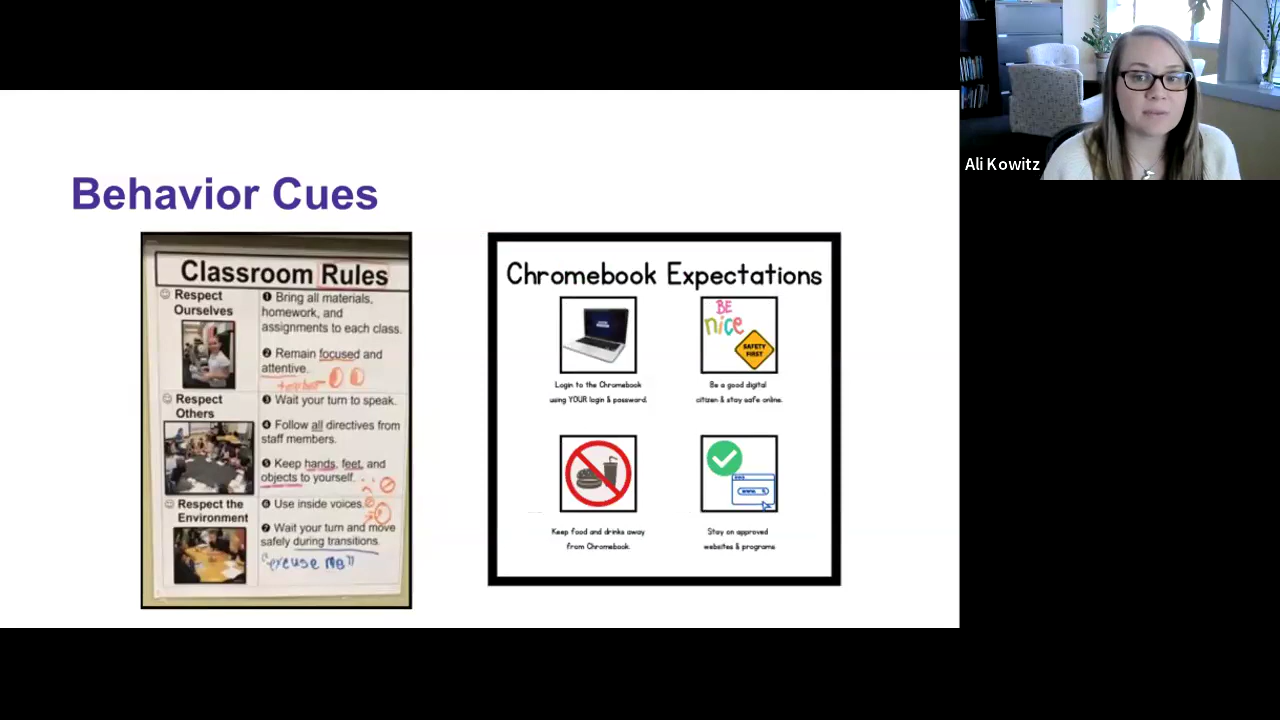 Ali Kowitz
Behavior Cues
Classroom Rules
Respect
Ourselves
❶ Bring all materials,
homework, and
assignments to each class.
❷ Remain focused and
attentive.
Respect
Others
❸ Wait your turn to speak.
❹ Follow all directives from
staff members.
❺ Keep hands, feet, and
objects to yourself.
Respect the
Environment
❻ Use inside voices.
❼ Wait your turn and move
safely during transitions.
"excuse me"
Chromebook Expectations
Login to the Chromebook
using YOUR login & password.
BE
nice
SAFETY
FIRST
Be a good digital
citizen & stay safe online.
Keep food and drinks away
from Chromebook.
www
Stay on approved
websites & programs